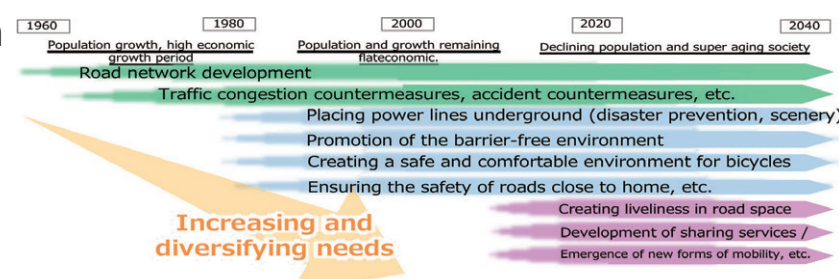 1960 1980 2000 2020 2040
Population growth, high economic
growth period
Population and growth remaining
flateconomic.
Declining population and super aging society
Road network development
Traffic congestion countermeasures, accident countermeasures, etc.
Placing power lines underground (disaster prevention, scenery)
Promotion of the barrier-free environment
Creating a safe and comfortable environment for bicycles
Ensuring the safety of roads close to home, etc.
Increasing and
diversifying needs
Creating liveliness in road space
Development of sharing services /
Emergence of new forms of mobility, etc.